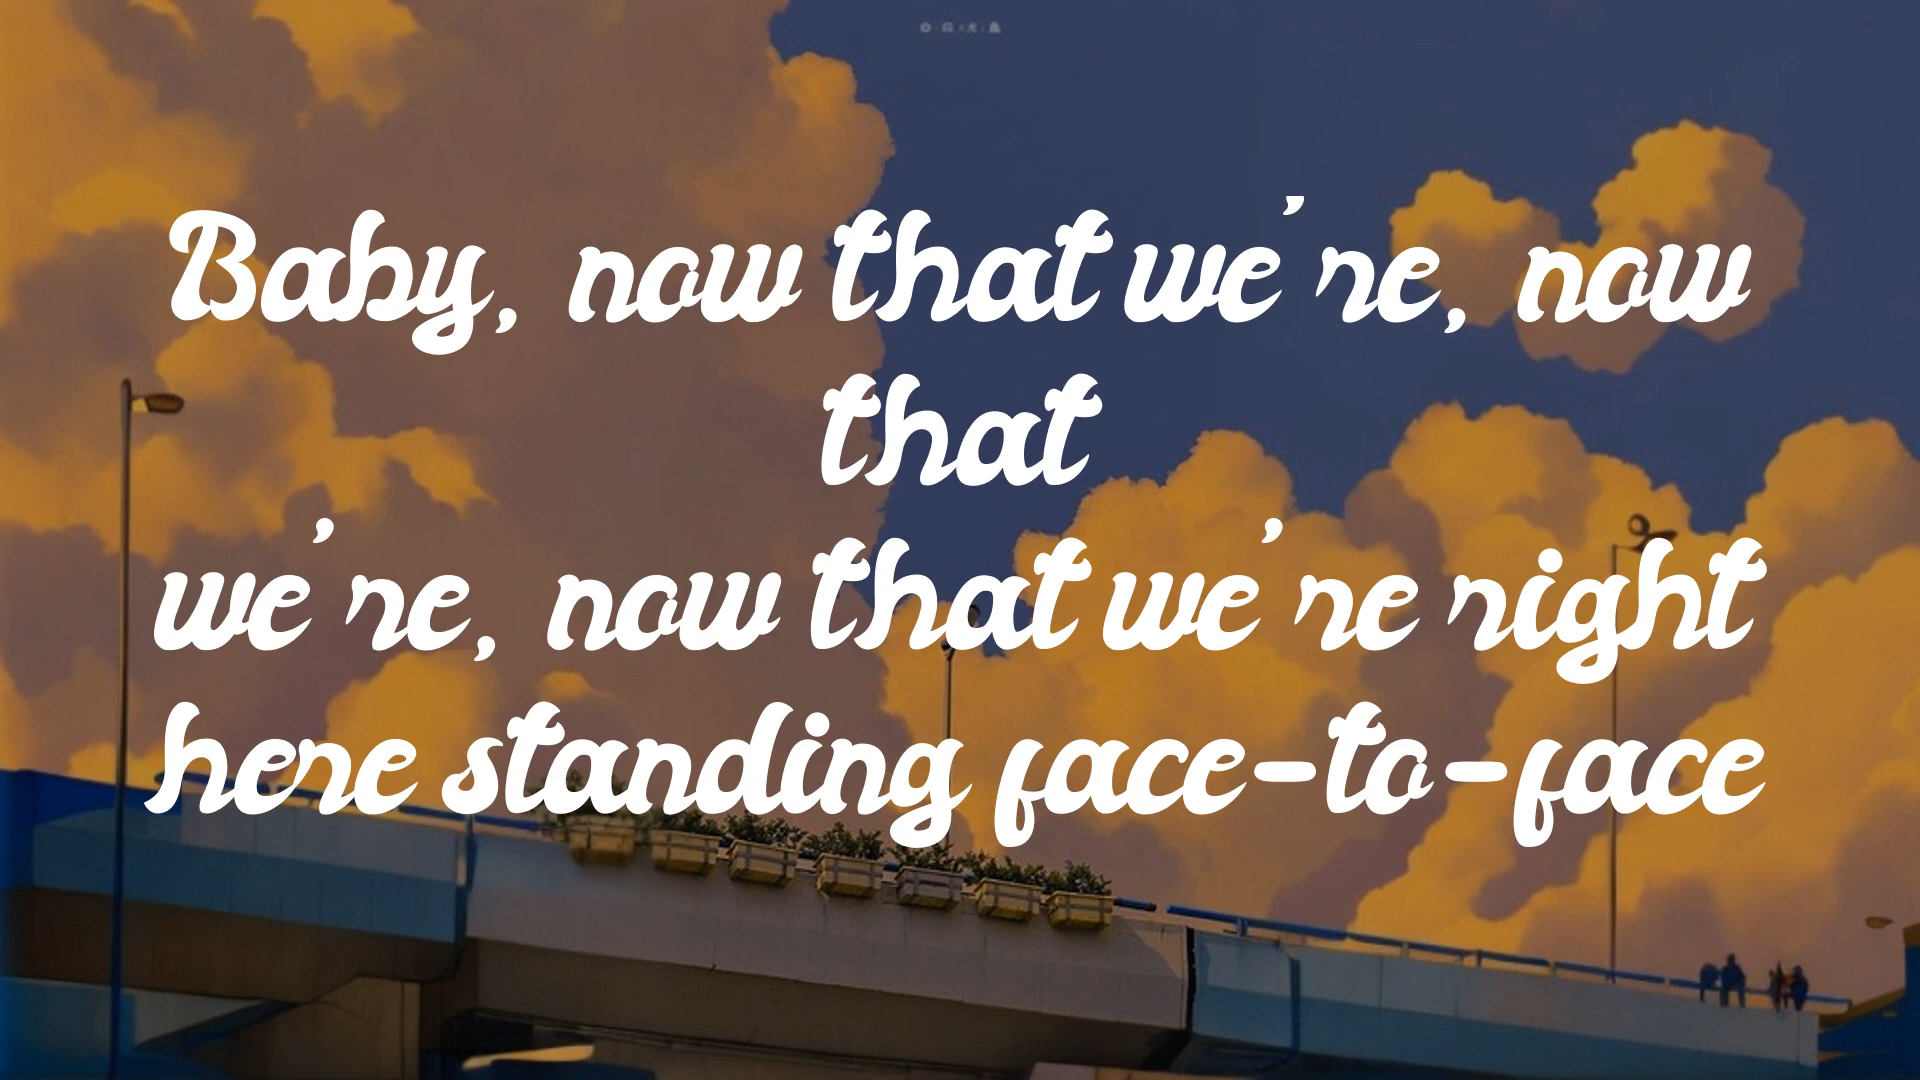 Baby, now that we're, now
that
we're, now that we're right
here standing face-to-face